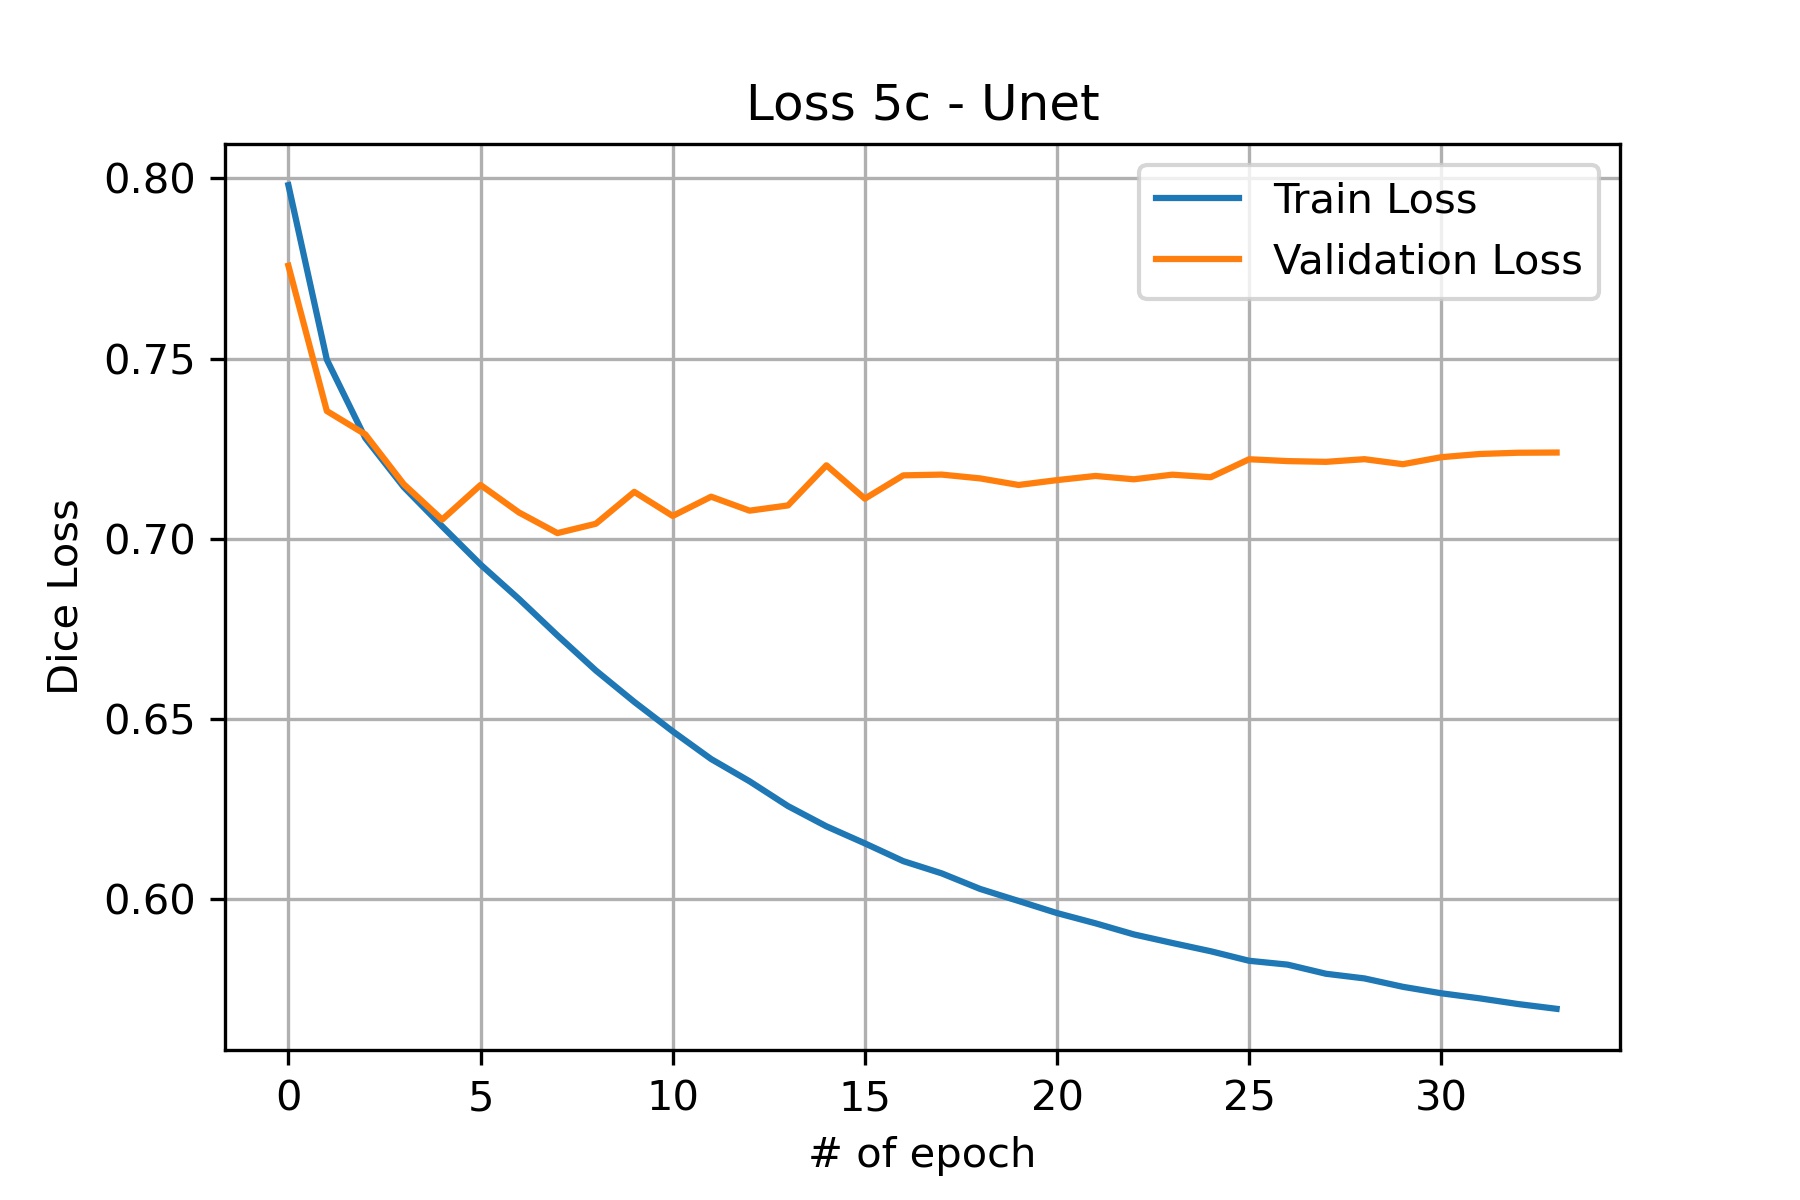 Loss 5c - Unet
Train Loss
Validation Loss
Dice Loss
0.80
0.75
0.70
0.65
0.60
0 5 10 15 20 25 30
# of epoch